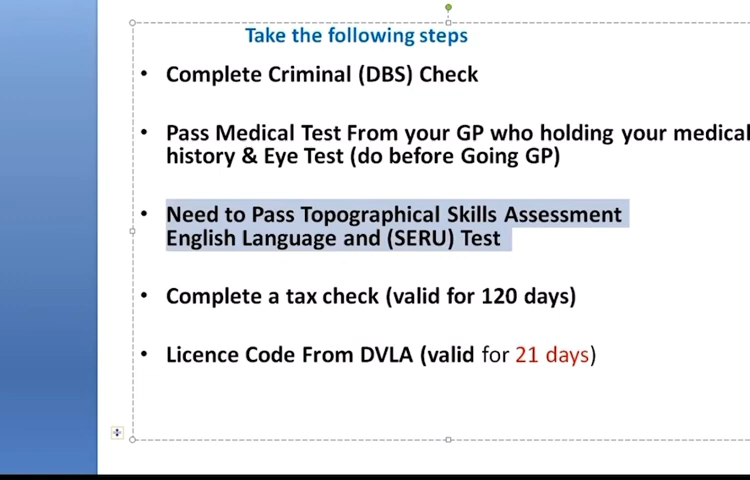 Take the following steps
• Complete Criminal (DBS) Check
• Pass Medical Test From your GP who holding your medical
history & Eye Test (do before Going GP)
• Need to Pass Topographical Skills Assessment
English Language and (SERU) Test
• Complete a tax check (valid for 120 days)
• Licence Code From DVLA (valid for 21 days)